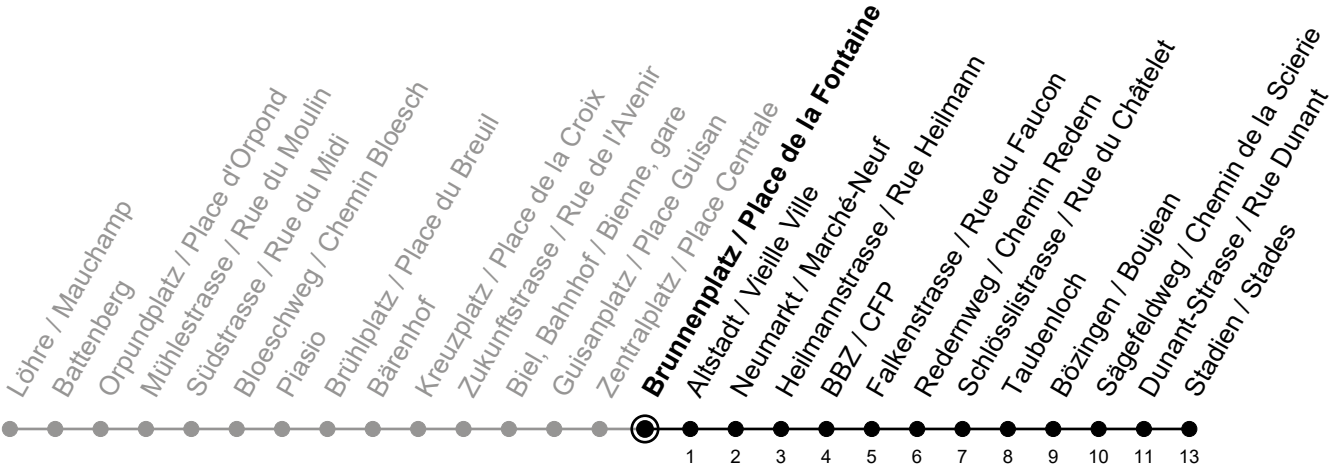 Löhre / Mauchamp
Battenberg
Orpundplatz / Place d'Orpond
Mühlestrasse / Rue du Moulin
Südstrasse / Rue du Midi
Bloeschweg / Chemin Bloesch
Piasio
Brühlplatz / Place du Breuil
Bärenhof
Kreuzplatz / Place de la Croix
Zukunftstrasse / Rue de l'Avenir
Biel, Bahnhof / Bienne, gare
Guisanplatz / Place Guisan
Zentralplatz / Place Centrale
Brunnenplatz / Place de la Fontaine
Altstadt / Vieille Ville
Neumarkt / Marché-Neuf
Heilmannstrasse / Rue Heilmann
BBZ / CFP
Falkenstrasse / Rue du Faucon
Redernweg / Chemin Redern
Schlösslistrasse / Rue du Châtelet
Taubenloch
Bözingen / Boujean
Sägefeldweg / Chemin de la Scierie
Dunant-Strasse / Rue Dunant
Stadien / Stades
1 2 3 4 5 6 7 8 9 10 11 13